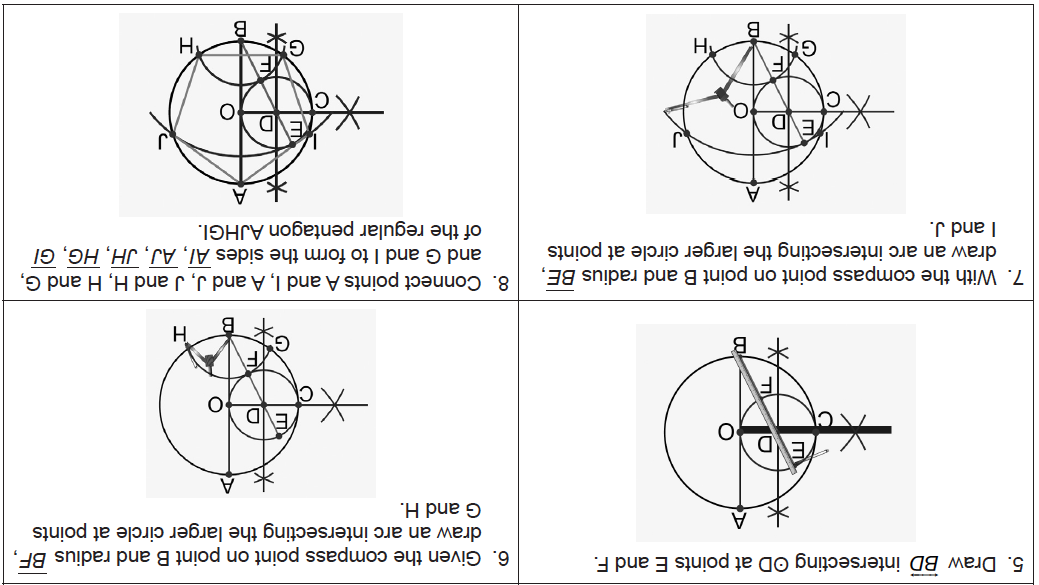 5. Draw BD intersecting ⊙D at points E and F.
A
E
C D O
F
B
6. Given the compass point on point B and radius BF,
draw an arc intersecting the larger circle at points
G and H.
A
E
C D O
F
G H
B
7. With the compass point on point B and radius BE,
draw an arc intersecting the larger circle at points
I and J.
A
I J
E
C D O
F
G H
B
8. Connect points A and I, A and J, J and H, H and G,
and G and I to form the sides AI, AJ, JH, HG, GI
of the regular pentagon AJHGI.
A
I J
E
C D O
F
G H
B